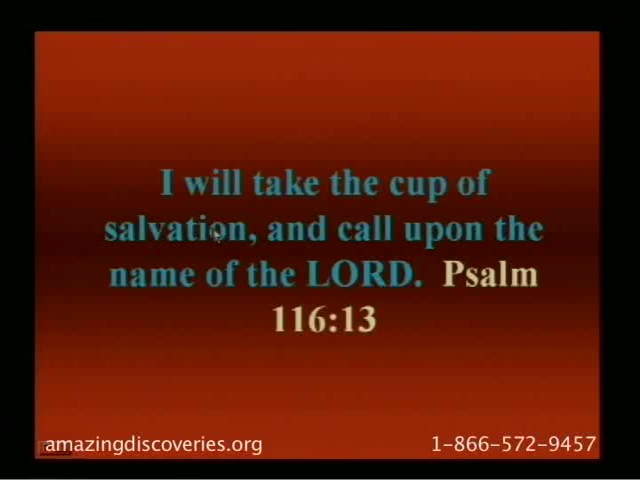 I will take the cup of
salvation, and call upon the
name of the LORD. Psalm
116:13
amazingdiscoveries.org
1-866-572-9457